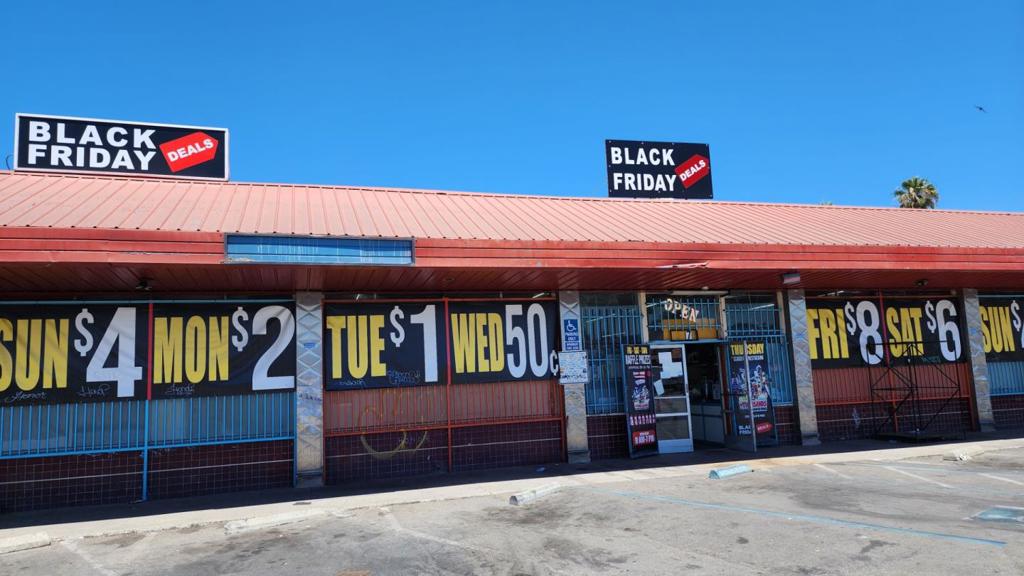 BLACK
FRIDAY
DEALS
BLACK
FRIDAY
DEALS
SUN $4
MON $2
TUE $1
WED 50¢
OPEN
FRI $8
SAT $6
SUN $
THURSDAY